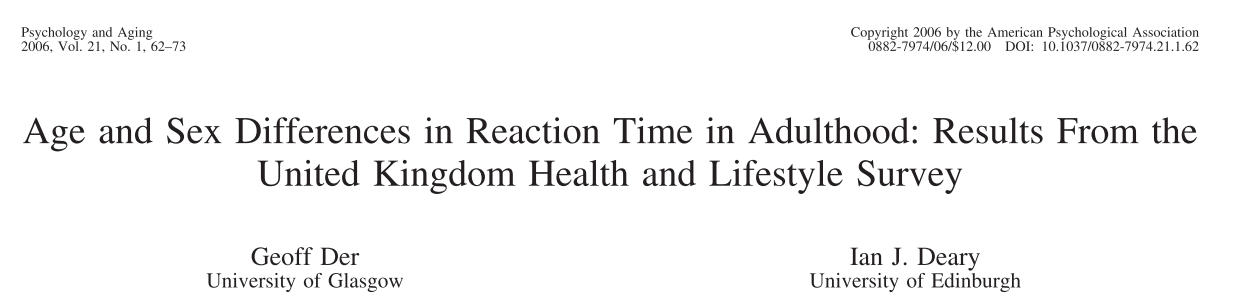 Psychology and Aging
2006, Vol. 21, No. 1, 62–73
Copyright 2006 by the American Psychological Association
0882-7974/06/$12.00 DOI: 10.1037/0882-7974.21.1.62
Age and Sex Differences in Reaction Time in Adulthood: Results From the
United Kingdom Health and Lifestyle Survey
Geoff Der
University of Glasgow
Ian J. Deary
University of Edinburgh